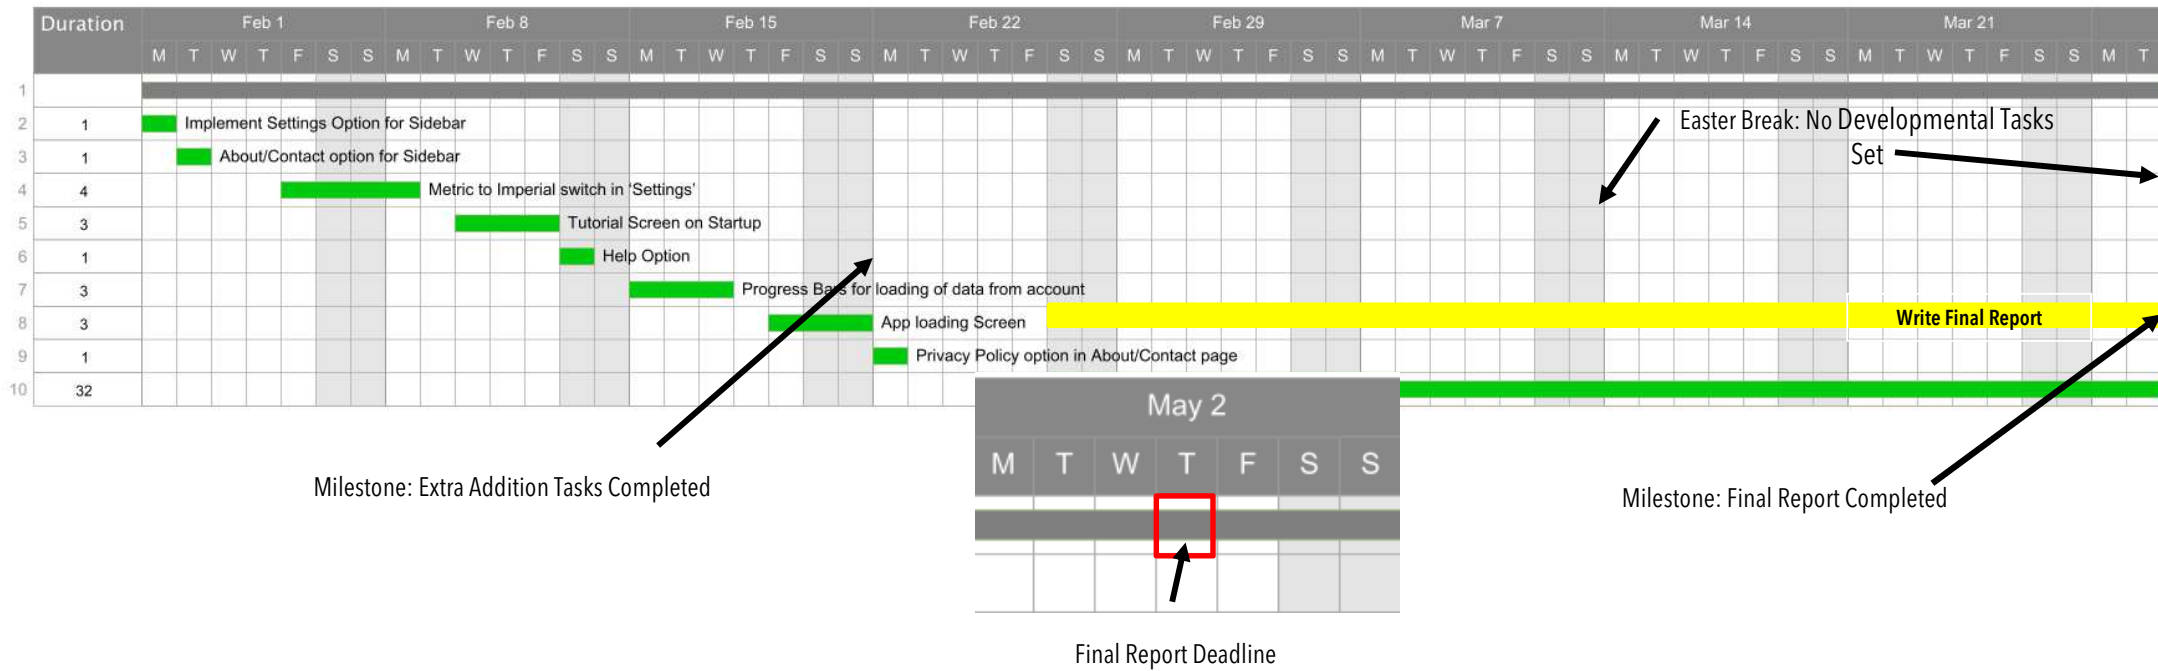 Duration Feb 1 Feb 8 Feb 15 Feb 22 Feb 29 Mar 7 Mar 14 Mar 21
M T W T F S S M T W T F S S M T W T F S S M T W T F S S M T W T F S S M T W T F S S M T W T F S S M T W T F S S M T
1
2 1 Implement Settings Option for Sidebar
Easter Break: No Developmental Tasks
Set
3 1 About/Contact option for Sidebar
4 4 Metric to Imperial switch in 'Settings'
5 3 Tutorial Screen on Startup
6 1 Help Option
7 3 Progress Bars for loading of data from account
8 3 App loading Screen Write Final Report
9 1 Privacy Policy option in About/Contact page
10 32
May 2
M T W T F S S
Milestone: Extra Addition Tasks Completed
Milestone: Final Report Completed
Final Report Deadline